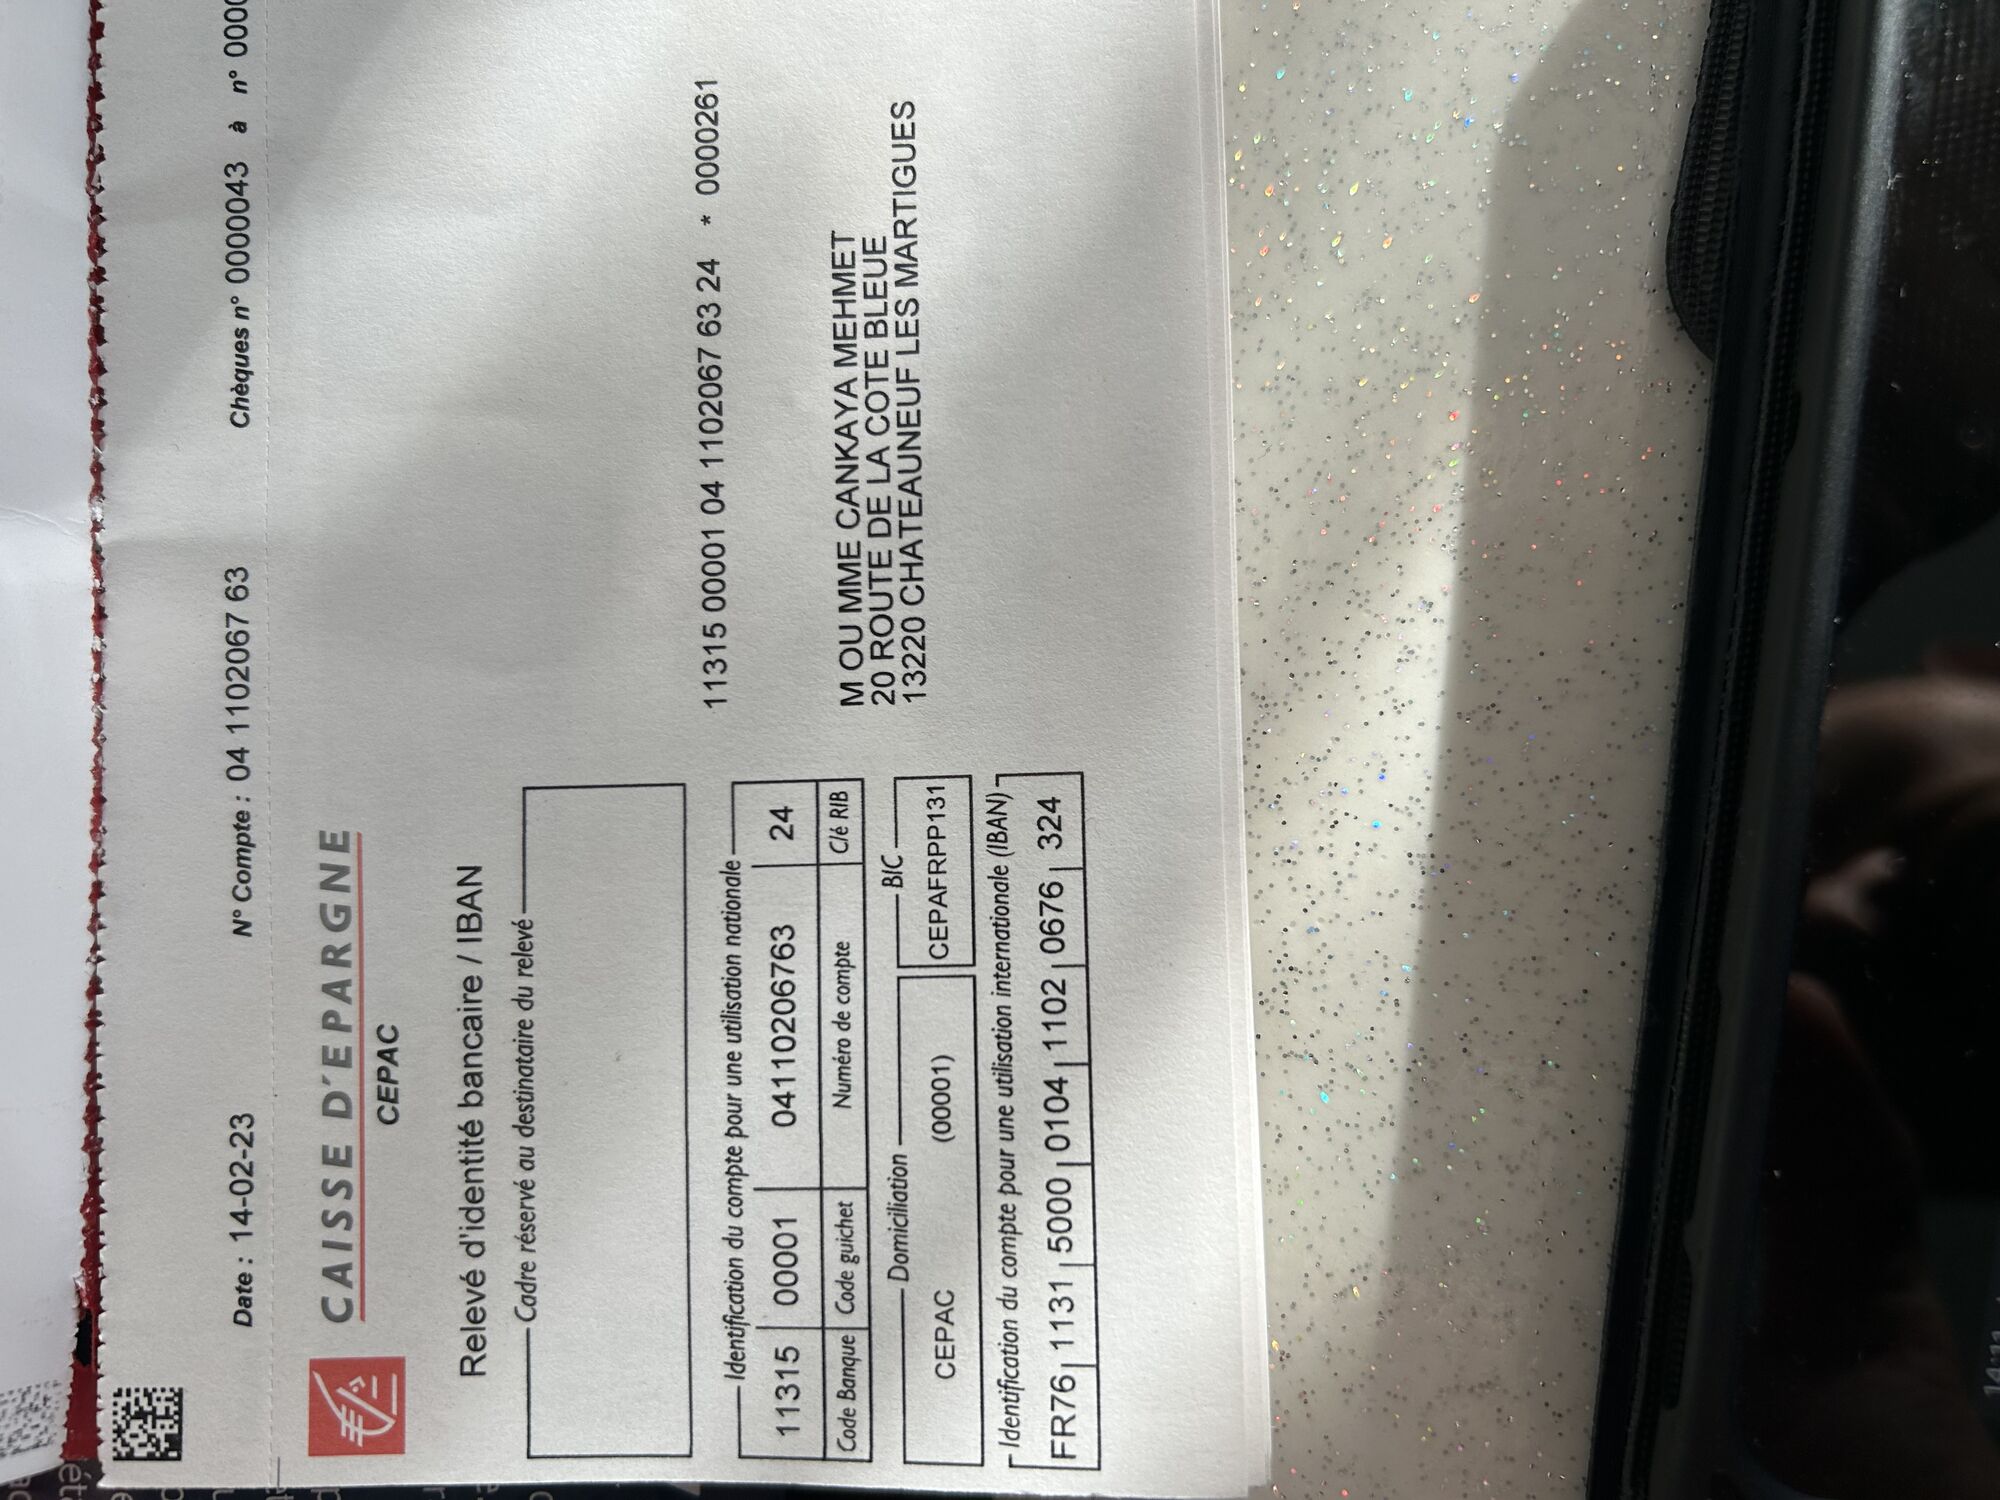 Date : 14-02-23 N° Compte : 04 1102067 63 Chèques n° 0000043 à n° 000
CAISSE D'EPARGNE
CEPAC
Relevé d'identité bancaire / IBAN
Cadre réservé au destinataire du relevé
11315 00001 04 1102067 63 24 * 0000261
Identification du compte pour une utilisation nationale
11315 00001 04110206763 24
Code Banque Code guichet Numéro de compte Clé RIB
M OU MME CANKAYA MEHMET
20 ROUTE DE LA COTE BLEUE
13220 CHATEAUNEUF LES MARTIGUES
Domiciliation BIC
CEPAC (00001) CEPAFRPP131
Identification du compte pour une utilisation internationale (IBAN)
FR76 1131 5000 0104 1102 0676 324